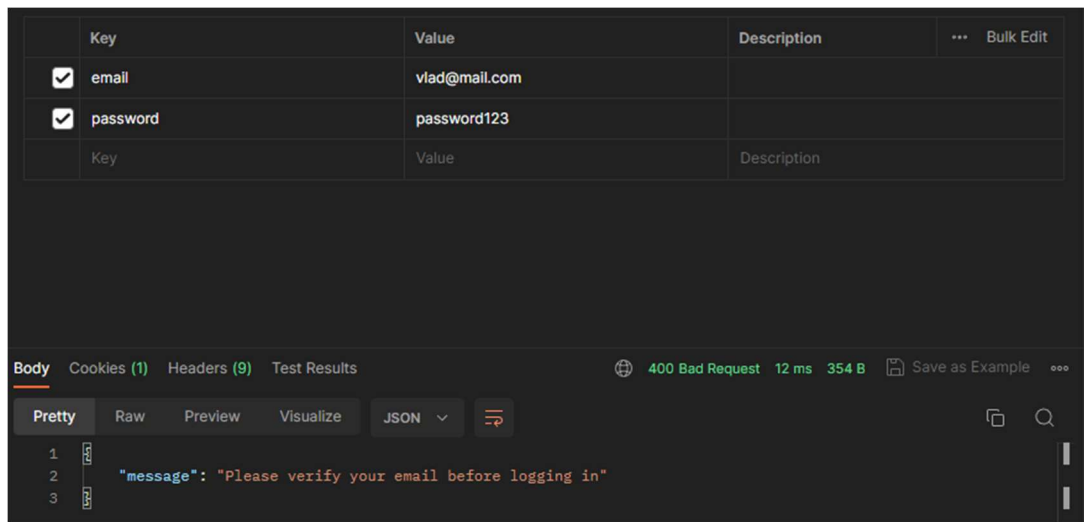 Key Value Description ••• Bulk Edit
email vlad@mail.com
password password123
Key Value Description
Body Cookies (1) Headers (9) Test Results 400 Bad Request 12 ms 354 B Save as Example
Pretty Raw Preview Visualize JSON
1 {
2 "message": "Please verify your email before logging in"
3 }